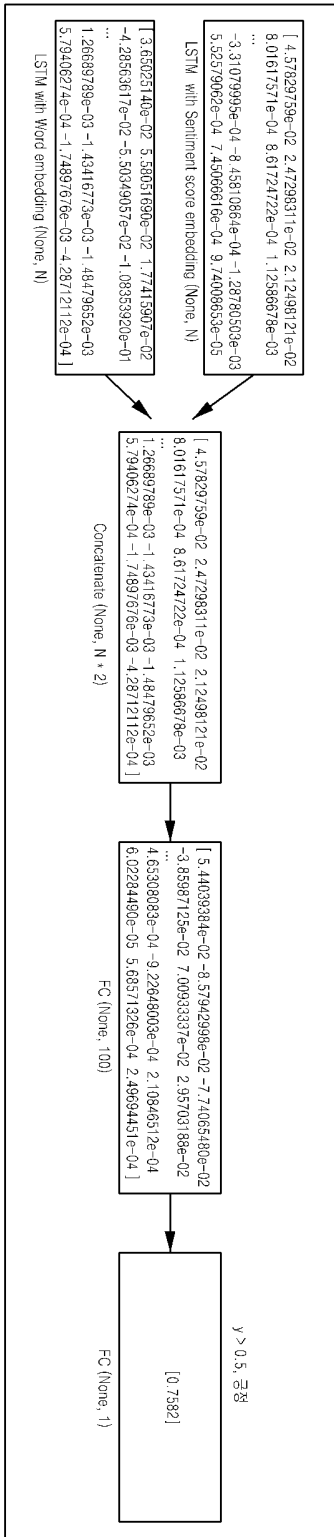 [ 4.57829759e-02 2.47298311e-02 2.12498121e-02
8.01617571e-04 8.61724722e-04 1.12586678e-03
...
-3.31079995e-04 -8.45810864e-04 -1.28780503e-03
5.52579062e-04 7.45066616e-04 9.74008653e-05
LSTM with Sentiment score embedding (None, N)
[ 3.65025140e-02 5.58051690e-02 1.77415907e-02
-4.28563617e-02 -5.50349057e-02 -1.08353920e-01
...
1.26689789e-03 -1.43416773e-03 -1.48479652e-03
5.79406274e-04 -1.74897676e-03 -4.28712112e-04 ]
LSTM with Word embedding (None, N)
[ 4.57829759e-02 2.47298311e-02 2.12498121e-02
8.01617571e-04 8.61724722e-04 1.12586678e-03
...
1.26689789e-03 -1.43416773e-03 -1.48479652e-03
5.79406274e-04 -1.74897676e-03 -4.28712112e-04 ]
Concatenate (None, N * 2)
[ 5.44039384e-02 -8.57942998e-02 -7.74065480e-02
-3.85987125e-02 7.00933337e-02 2.95703188e-02
...
4.65308083e-04 -9.22648003e-04 2.10846512e-04
6.02284490e-05 5.68571326e-04 2.49694451e-04 ]
FC (None, 100)
y > 0.5, 긍정
[0.7582]
FC (None, 1)